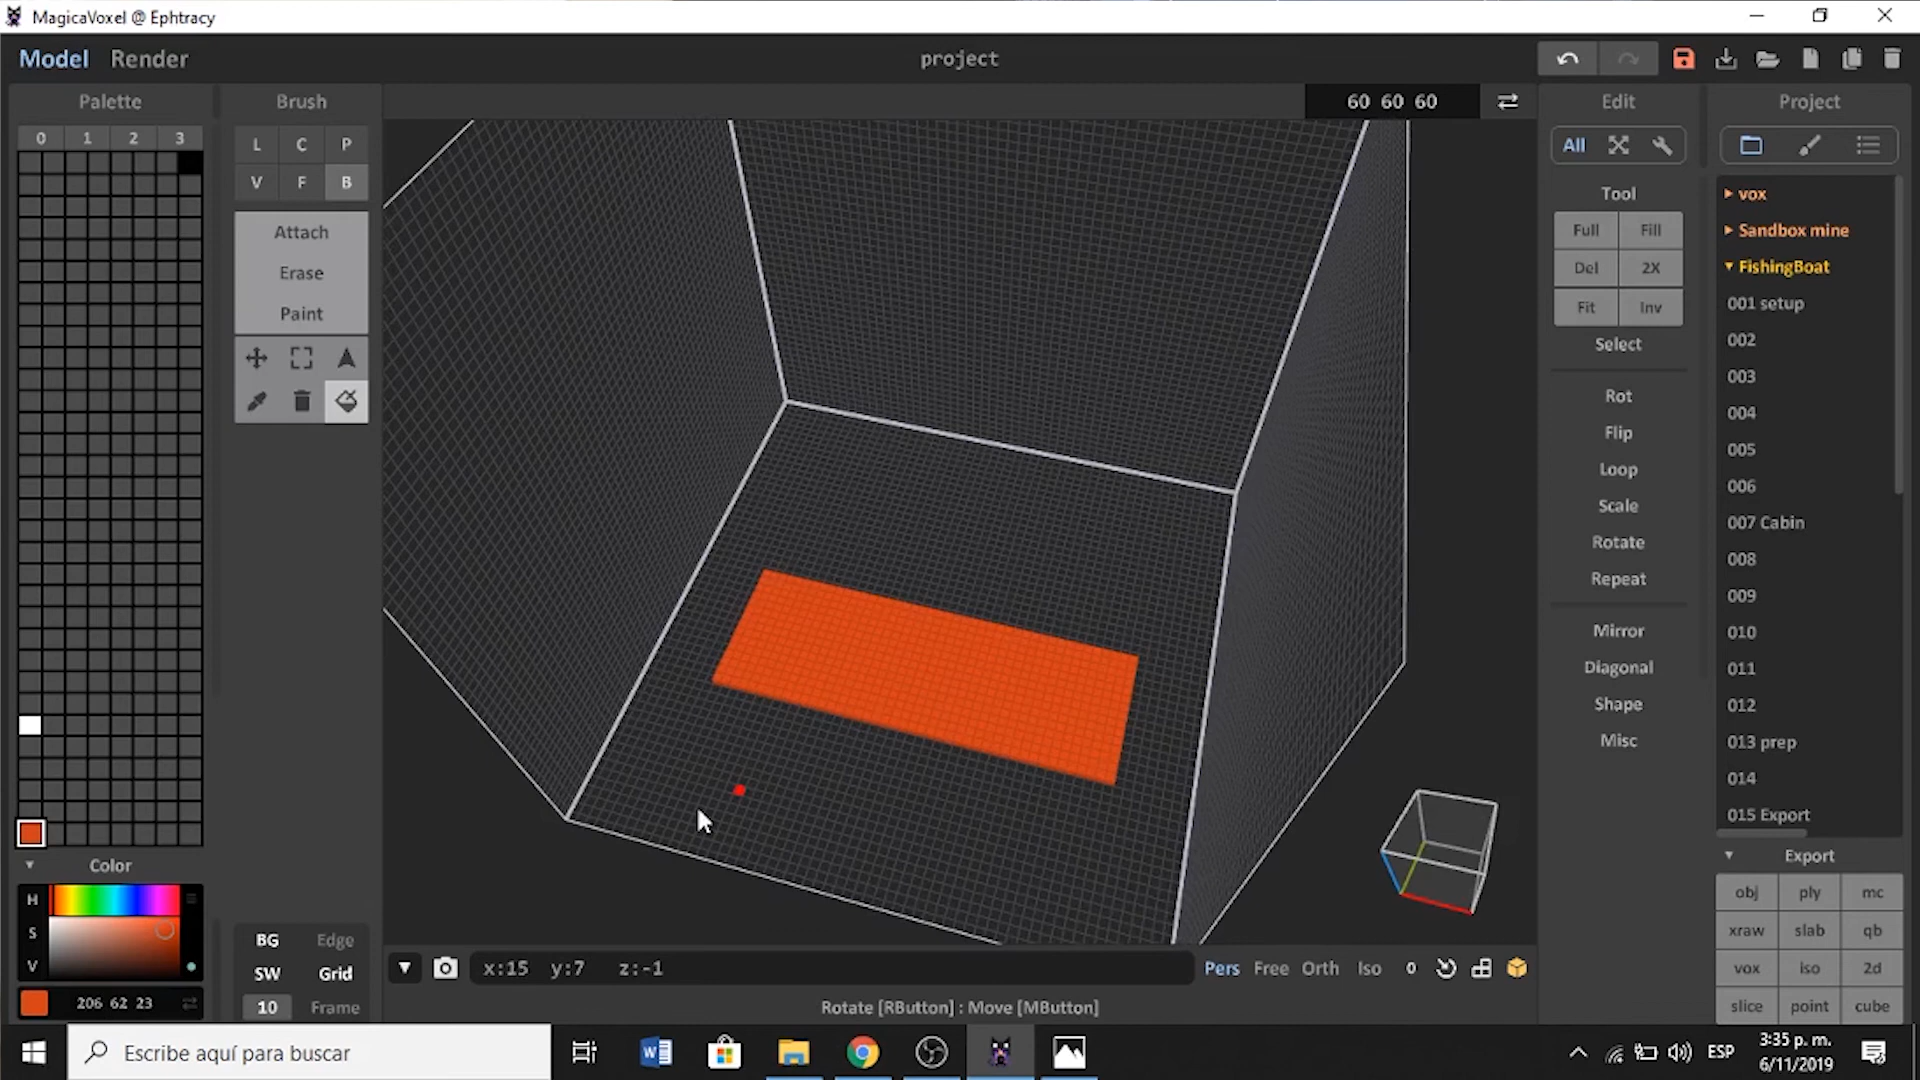 MagicaVoxel @ Ephtracy
Model Render
project
Palette
Brush
60 60 60
Edit
Project
0 1 2 3
L C P
V F B
Attach
Erase
Paint
All
Tool
Full Fill
Del 2X
Fit Inv
Select
Rot
Flip
Loop
Scale
Rotate
Repeat
Mirror
Diagonal
Shape
Misc
vox
Sandbox mine
FishingBoat
001 setup
002
003
004
005
006
007 Cabin
008
009
010
011
012
013 prep
014
015 Export
Export
obj ply mc
xraw slab qb
vox iso 2d
slice point cube
Color
H
S
V
206 62 23
BG Edge
SW Grid
10 Frame
x:15 y:7 z:-1
Pers Free Orth Iso 0
Rotate [RButton] : Move [MButton]
Escribe aquí para buscar
ESP
3:35 p. m.
6/11/2019